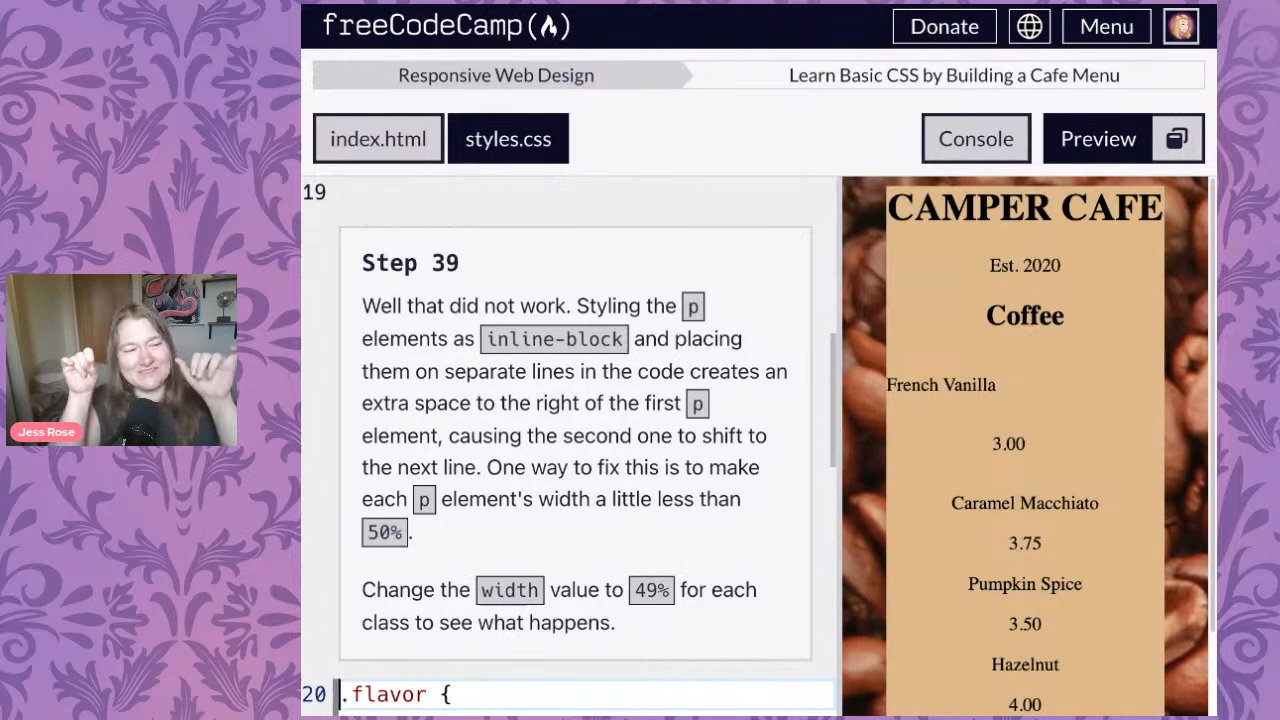 freeCodeCamp(🔥)
Donate
Menu
Responsive Web Design
Learn Basic CSS by Building a Cafe Menu
index.html
styles.css
Console
Preview
19
Step 39
Well that did not work. Styling the p
elements as inline-block and placing
them on separate lines in the code creates an
extra space to the right of the first p
element, causing the second one to shift to
the next line. One way to fix this is to make
each p element's width a little less than
50%.
Change the width value to 49% for each
class to see what happens.
20 .flavor {
CAMPER CAFE
Est. 2020
Coffee
French Vanilla
3.00
Caramel Macchiato
3.75
Pumpkin Spice
3.50
Hazelnut
4.00
Jess Rose